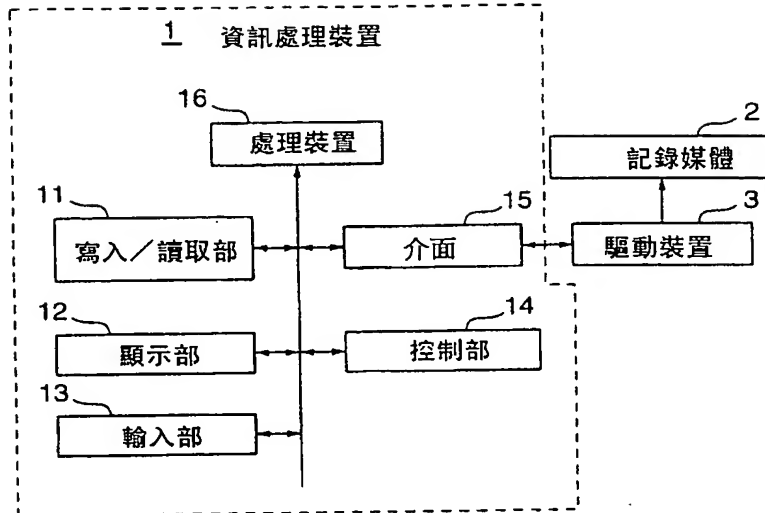 1 資訊處理裝置
16
處理裝置
2
記錄媒體
11
寫入／讀取部
15
介面
3
驅動裝置
12
顯示部
14
控制部
13
輸入部